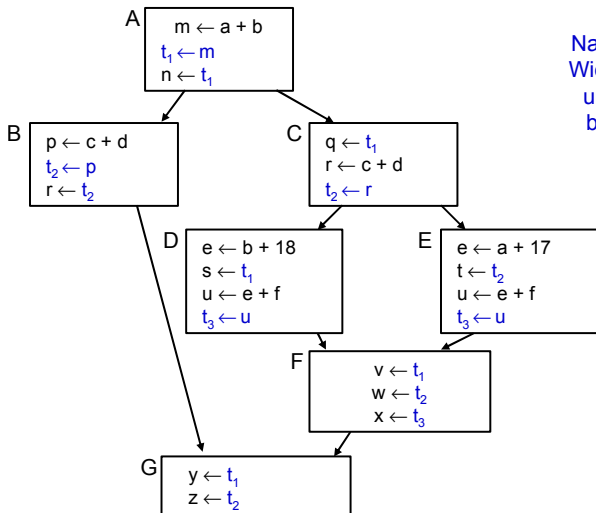 A
m ← a + b
t₁ ← m
n ← t₁
B
p ← c + d
t₂ ← p
r ← t₂
C
q ← t₁
r ← c + d
t₂ ← r
D
e ← b + 18
s ← t₁
u ← e + f
t₃ ← u
E
e ← a + 17
t ← t₂
u ← e + f
t₃ ← u
F
v ← t₁
w ← t₂
x ← t₃
G
y ← t₁
z ← t₂